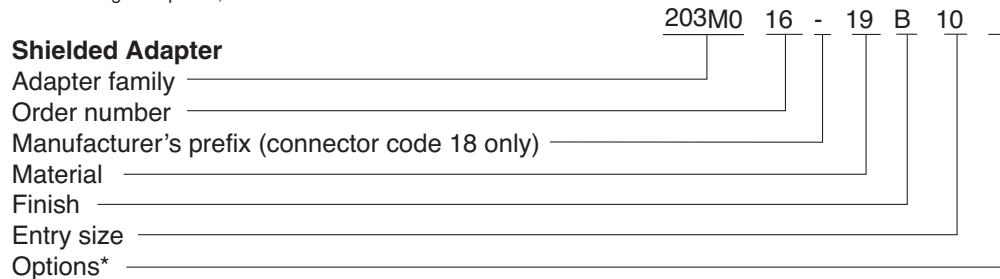 203M0 16 - 19 B 10
Shielded Adapter
Adapter family
Order number
Manufacturer's prefix (connector code 18 only)
Material
Finish
Entry size
Options*